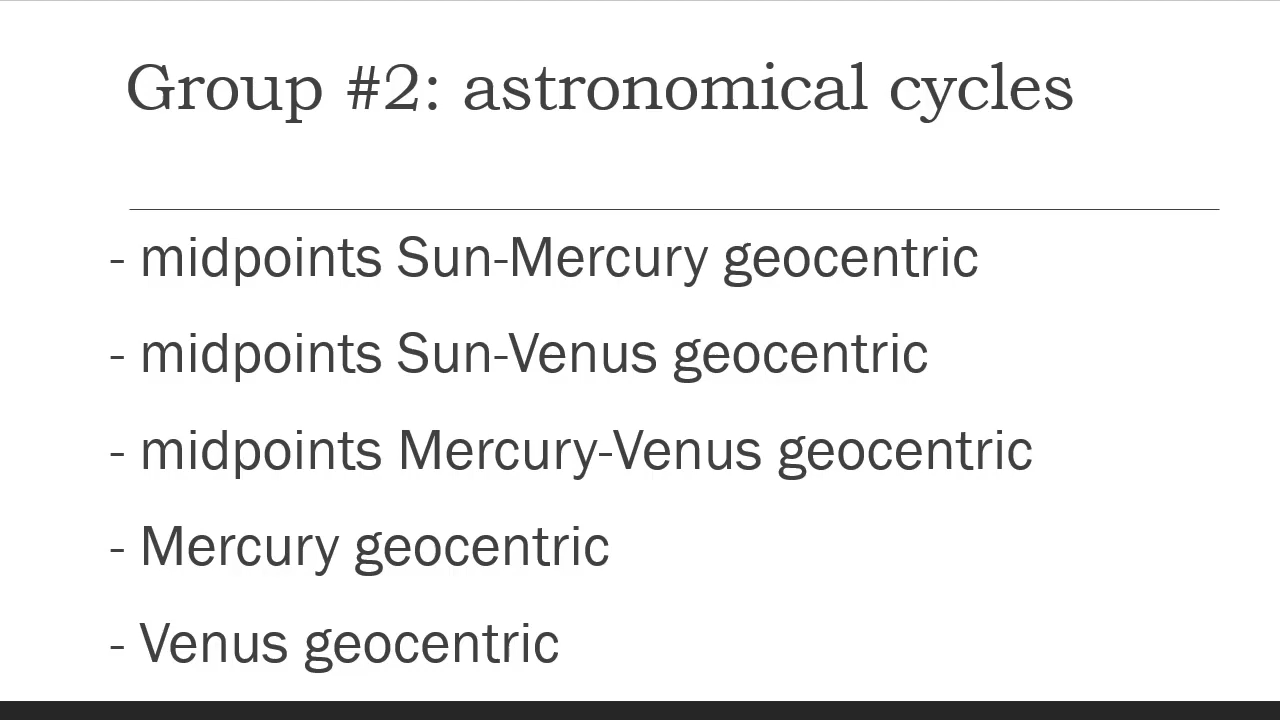 Group #2: astronomical cycles
- midpoints Sun-Mercury geocentric
- midpoints Sun-Venus geocentric
- midpoints Mercury-Venus geocentric
- Mercury geocentric
- Venus geocentric